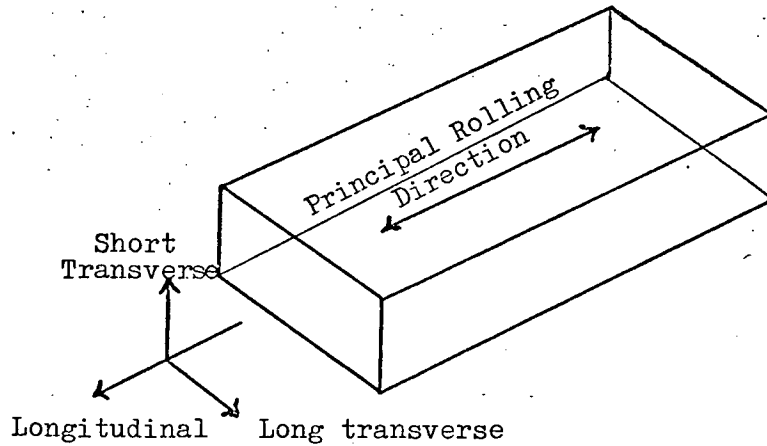 Principal Rolling
Direction
Short
Transverse
Longitudinal
Long transverse